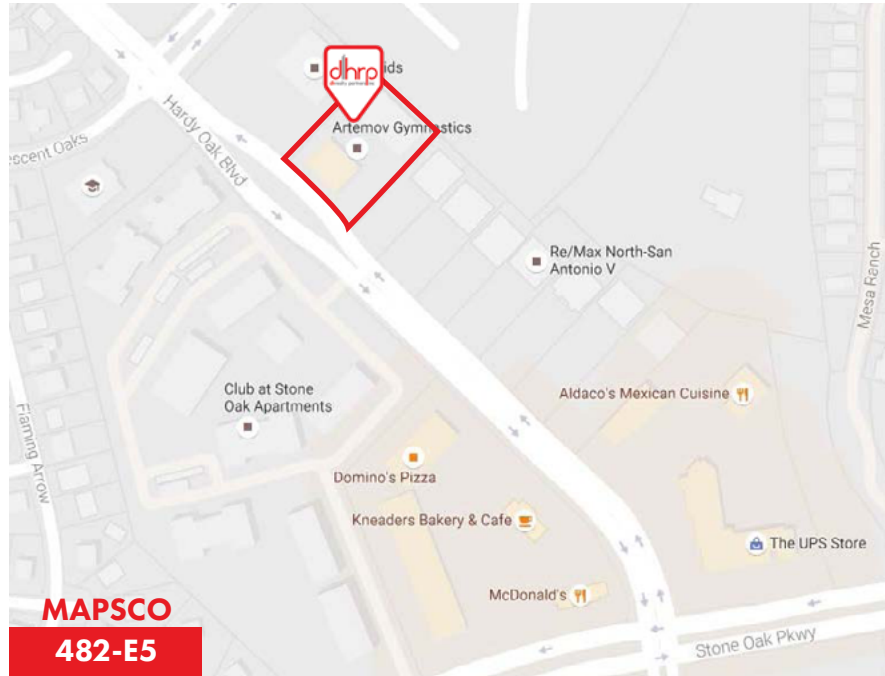 dhrp
ids
Artemov Gymnastics
Hardy Oak Blvd
escent Oaks
Re/Max North-San
Antonio V
Mesa Ranch
Club at Stone
Oak Apartments
Aldaco's Mexican Cuisine
Flaming Arrow
Domino's Pizza
Kneaders Bakery & Cafe
The UPS Store
McDonald's
MAPSCO
482-E5
Stone Oak Pkwy